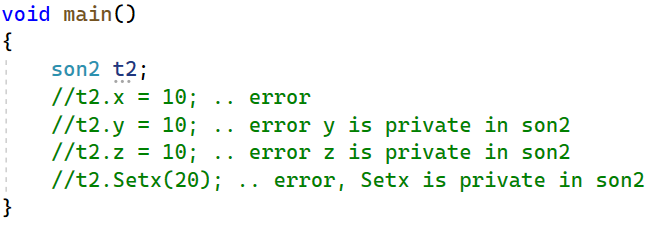 void main()
{
son2 t2;
//t2.x = 10; .. error
//t2.y = 10; .. error y is private in son2
//t2.z = 10; .. error z is private in son2
//t2.Setx(20); .. error, Setx is private in son2
}